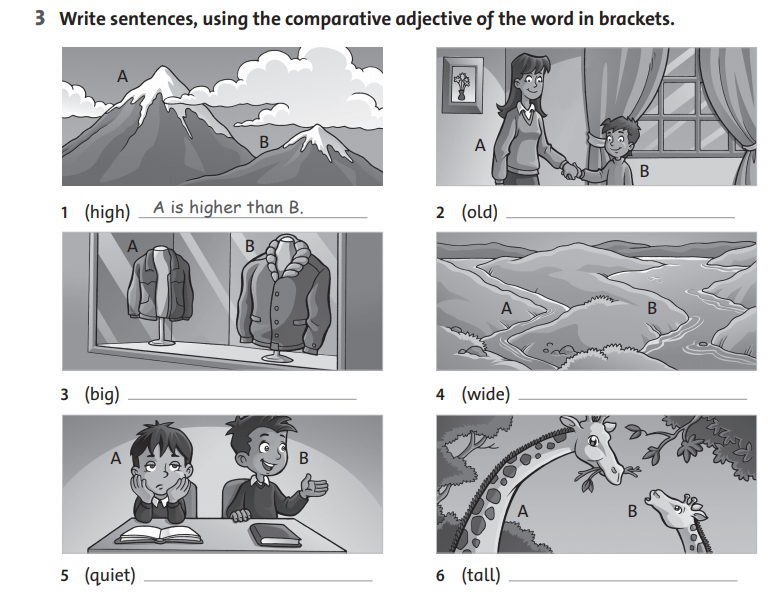 3 Write sentences, using the comparative adjective of the word in brackets.
A
B
A
B
1 (high) A is higher than B.
2 (old)
A
B
A
B
3 (big)
4 (wide)
A
B
A
B
5 (quiet)
6 (tall)